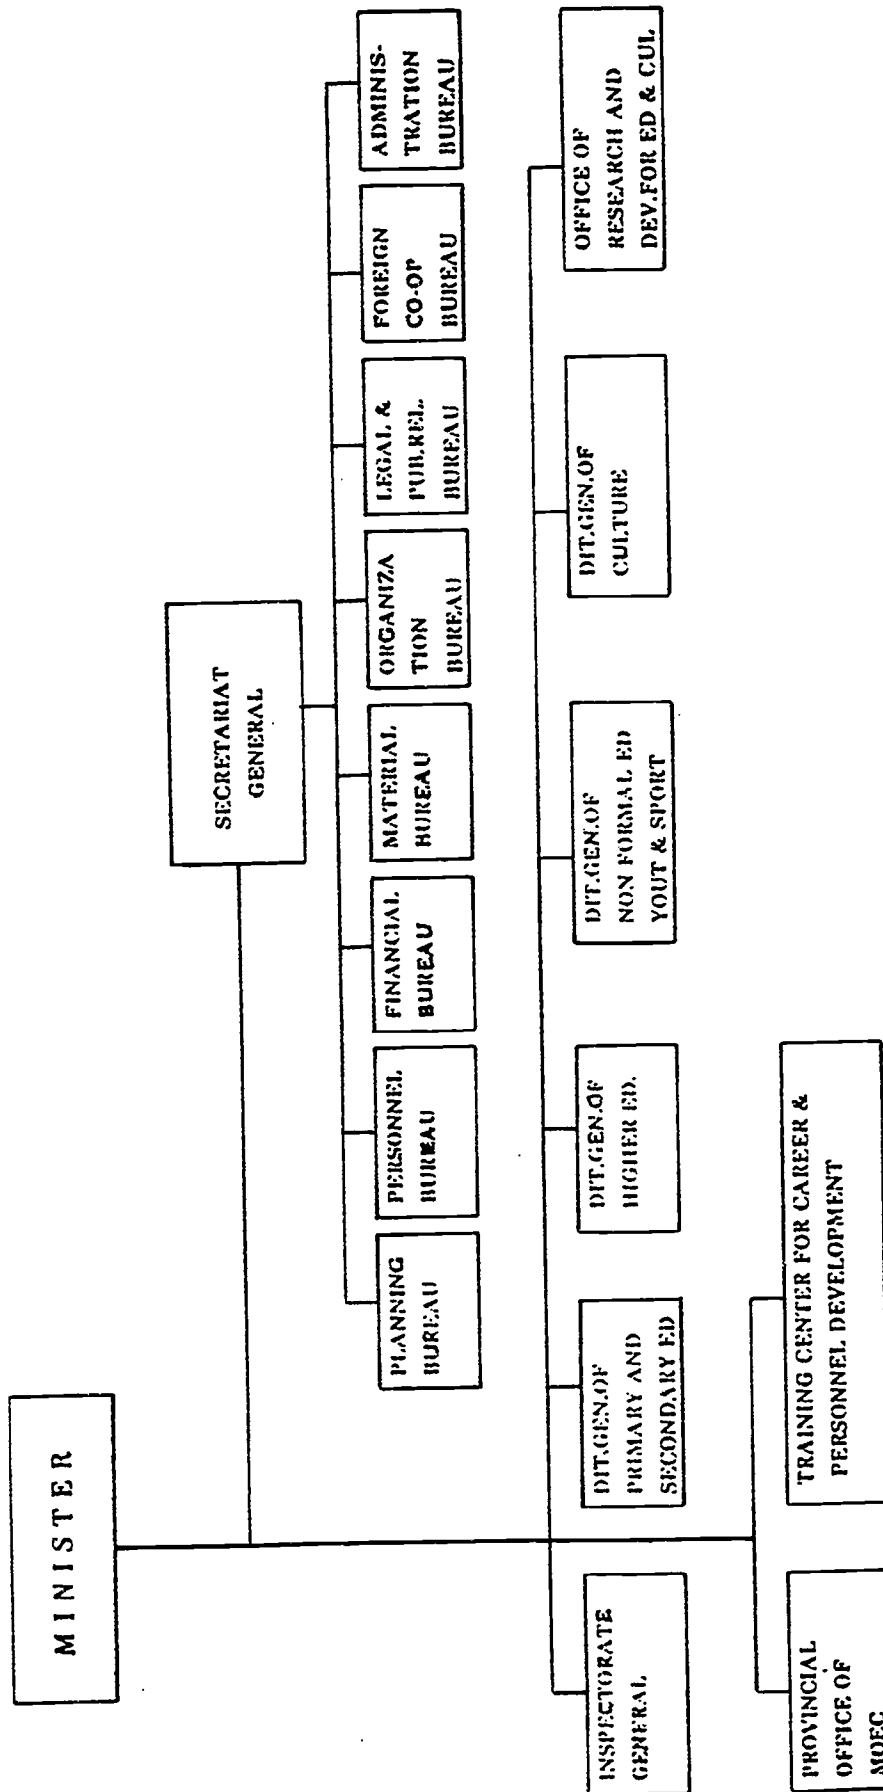 MINISTER
SECRETARIAT
GENERAL
PLANNING
BUREAU
PERSONNEL
BUREAU
FINANCIAL
BUREAU
MATERIAL
BUREAU
ORGANIZA
TION
BUREAU
LEGAL &
PUB.REL.
BUREAU
FOREIGN
CO-OP
BUREAU
ADMINIS-
TRATION
BUREAU
INSPECTORATE
GENERAL
DIT.GEN.OF
PRIMARY AND
SECONDARY ED
DIT.GEN.OF
HIGHER ED.
DIT.GEN.OF
NON FORMAL ED
YOUT & SPORT
DIT.GEN.OF
CULTURE
OFFICE OF
RESEARCH AND
DEV.FOR ED & CUL
PROVINCIAL
OFFICE OF
MOEC
TRAINING CENTER FOR CAREER &
PERSONNEL DEVELOPMENT